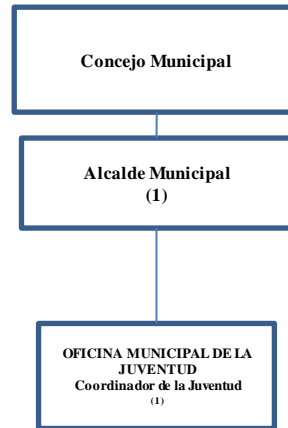 Concejo Municipal
Alcalde Municipal
(1)
OFICINA MUNICIPAL DE LA
JUVENTUD
Coordinador de la Juventud
(1)